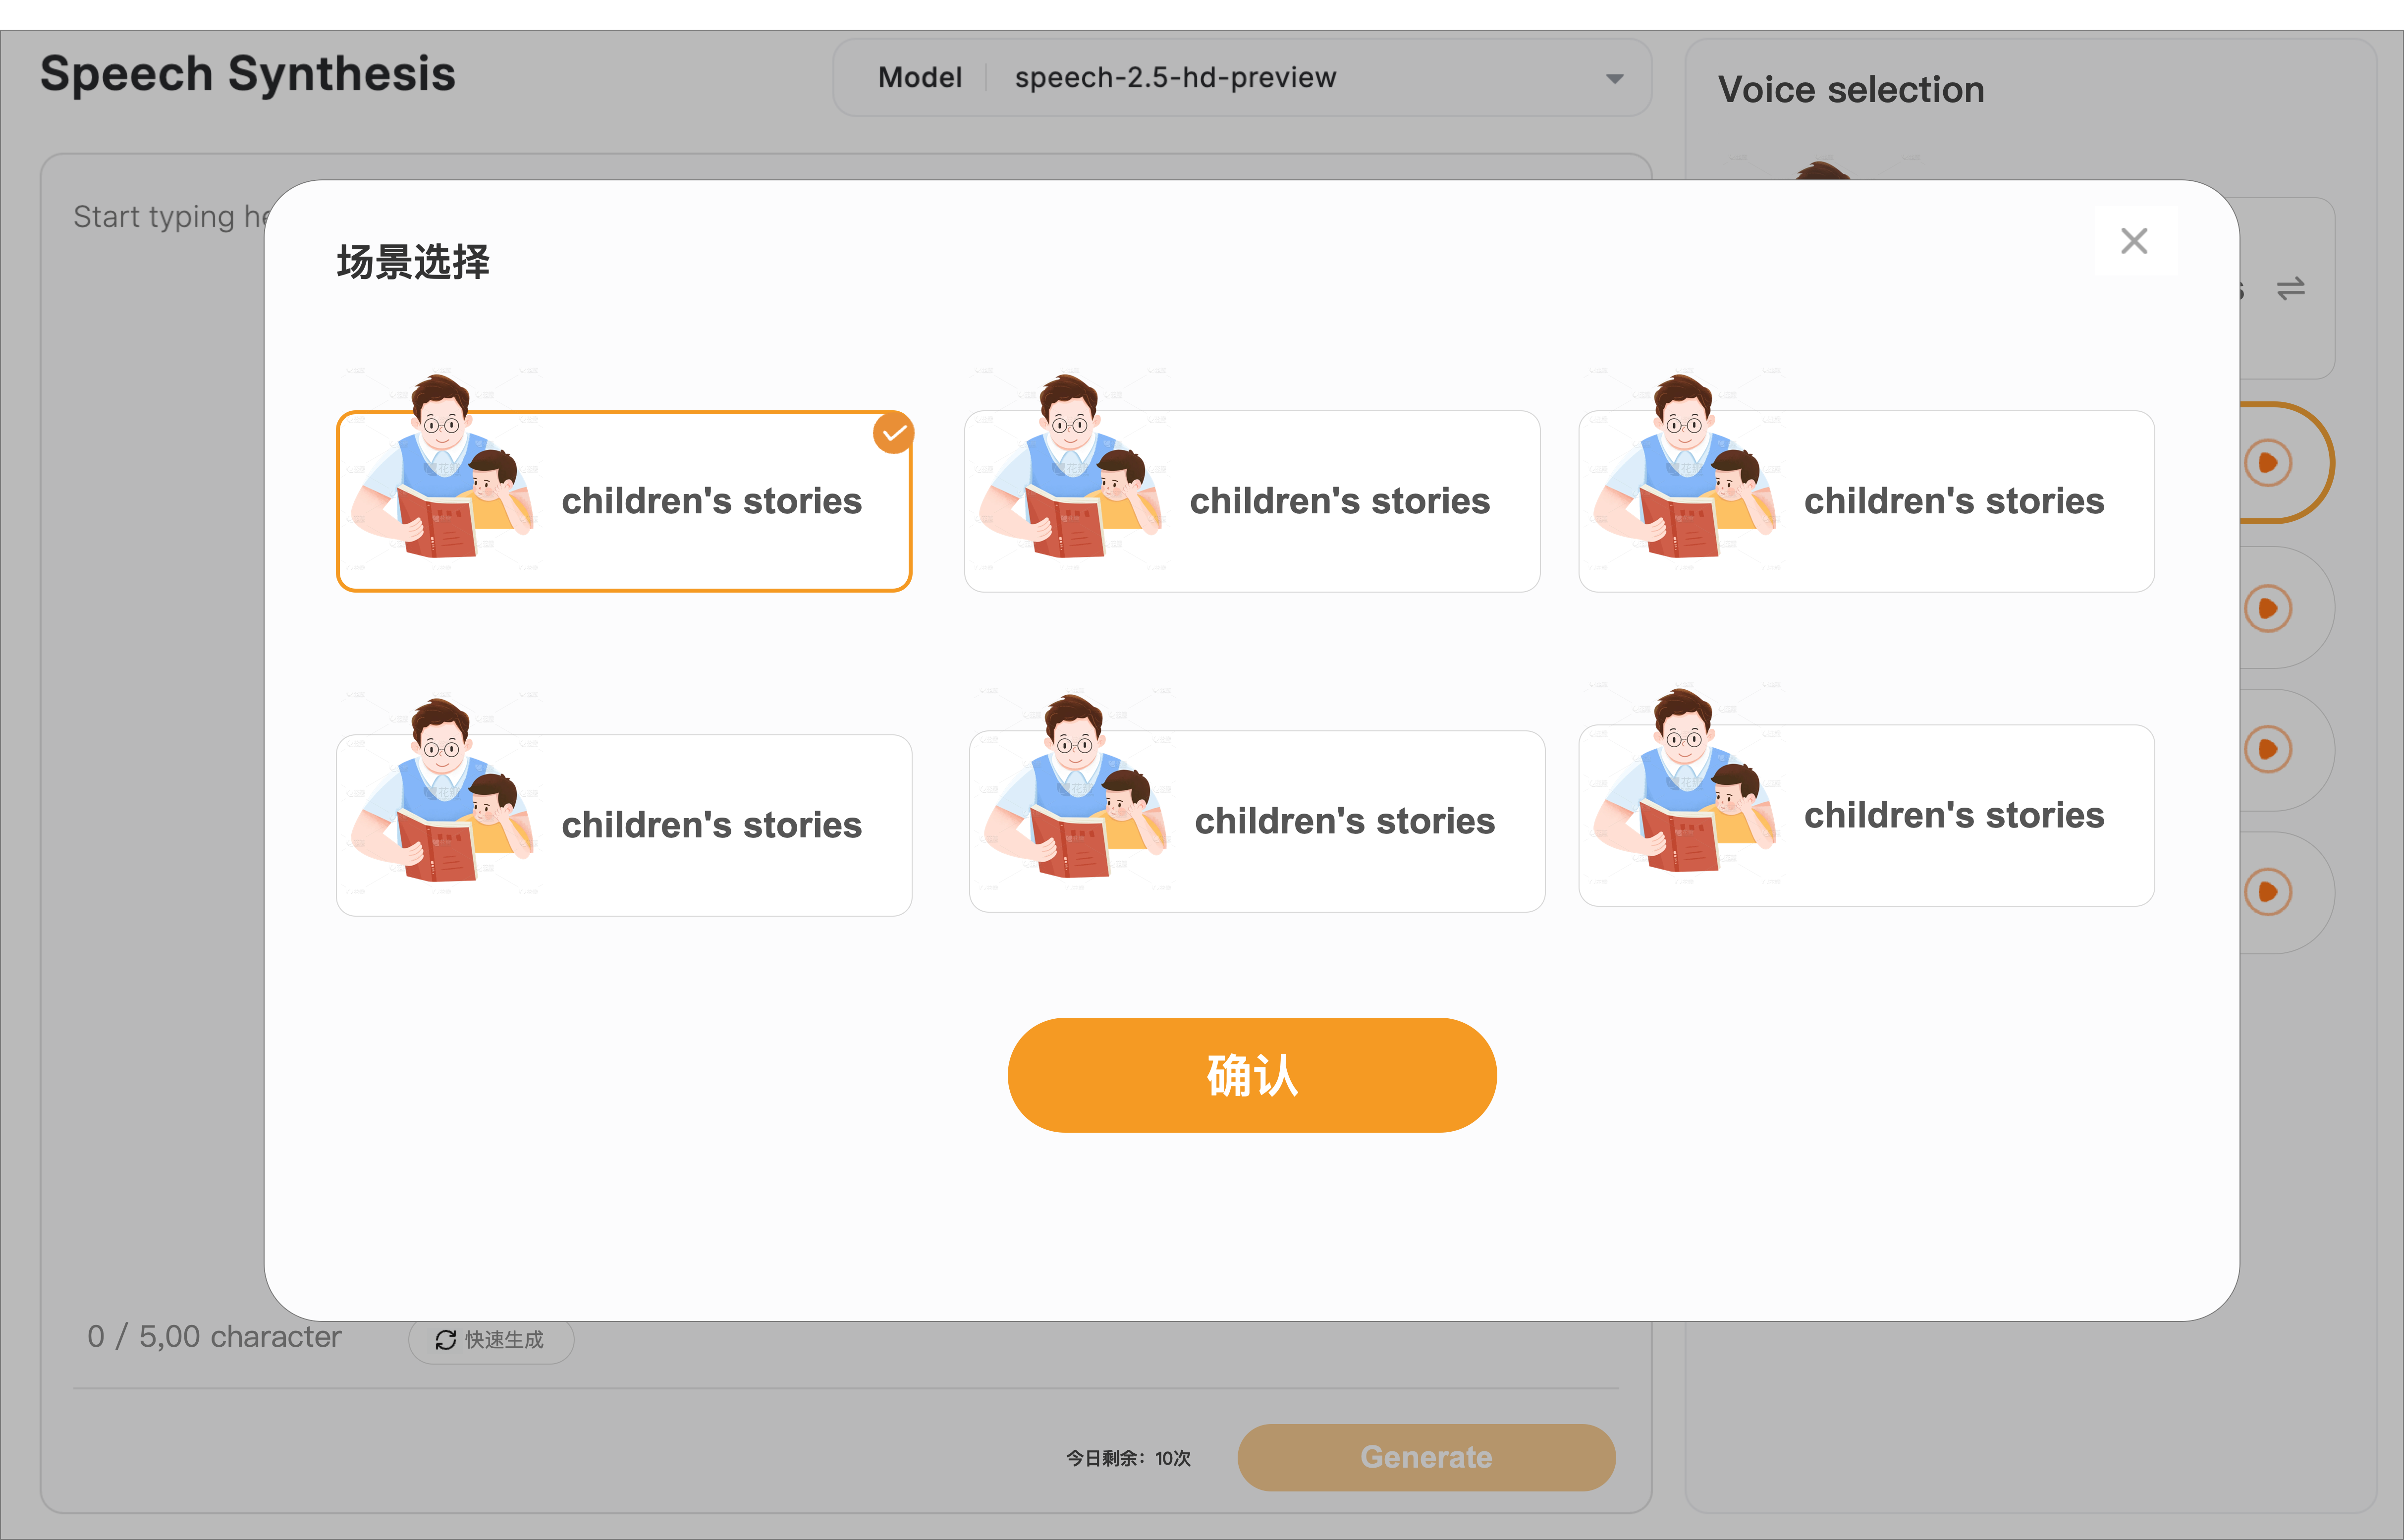 Speech Synthesis
Model
speech-2.5-hd-preview
Voice selection
Start typing
场景选择
children's stories
children's stories
children's stories
children's stories
children's stories
children's stories
确认
0 / 5,00 character
快速生成
今日剩余：10次
Generate